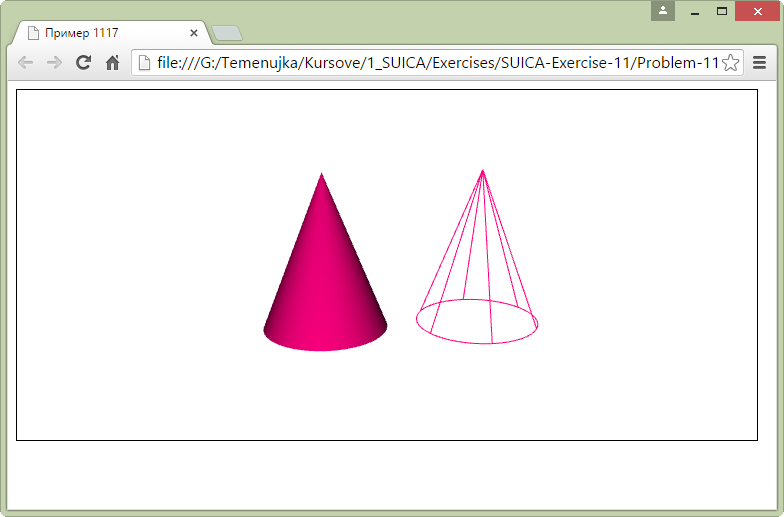 Пример 1117
file:///G:/Temenujka/Kursove/1_SUICA/Exercises/SUICA-Exercise-11/Problem-11